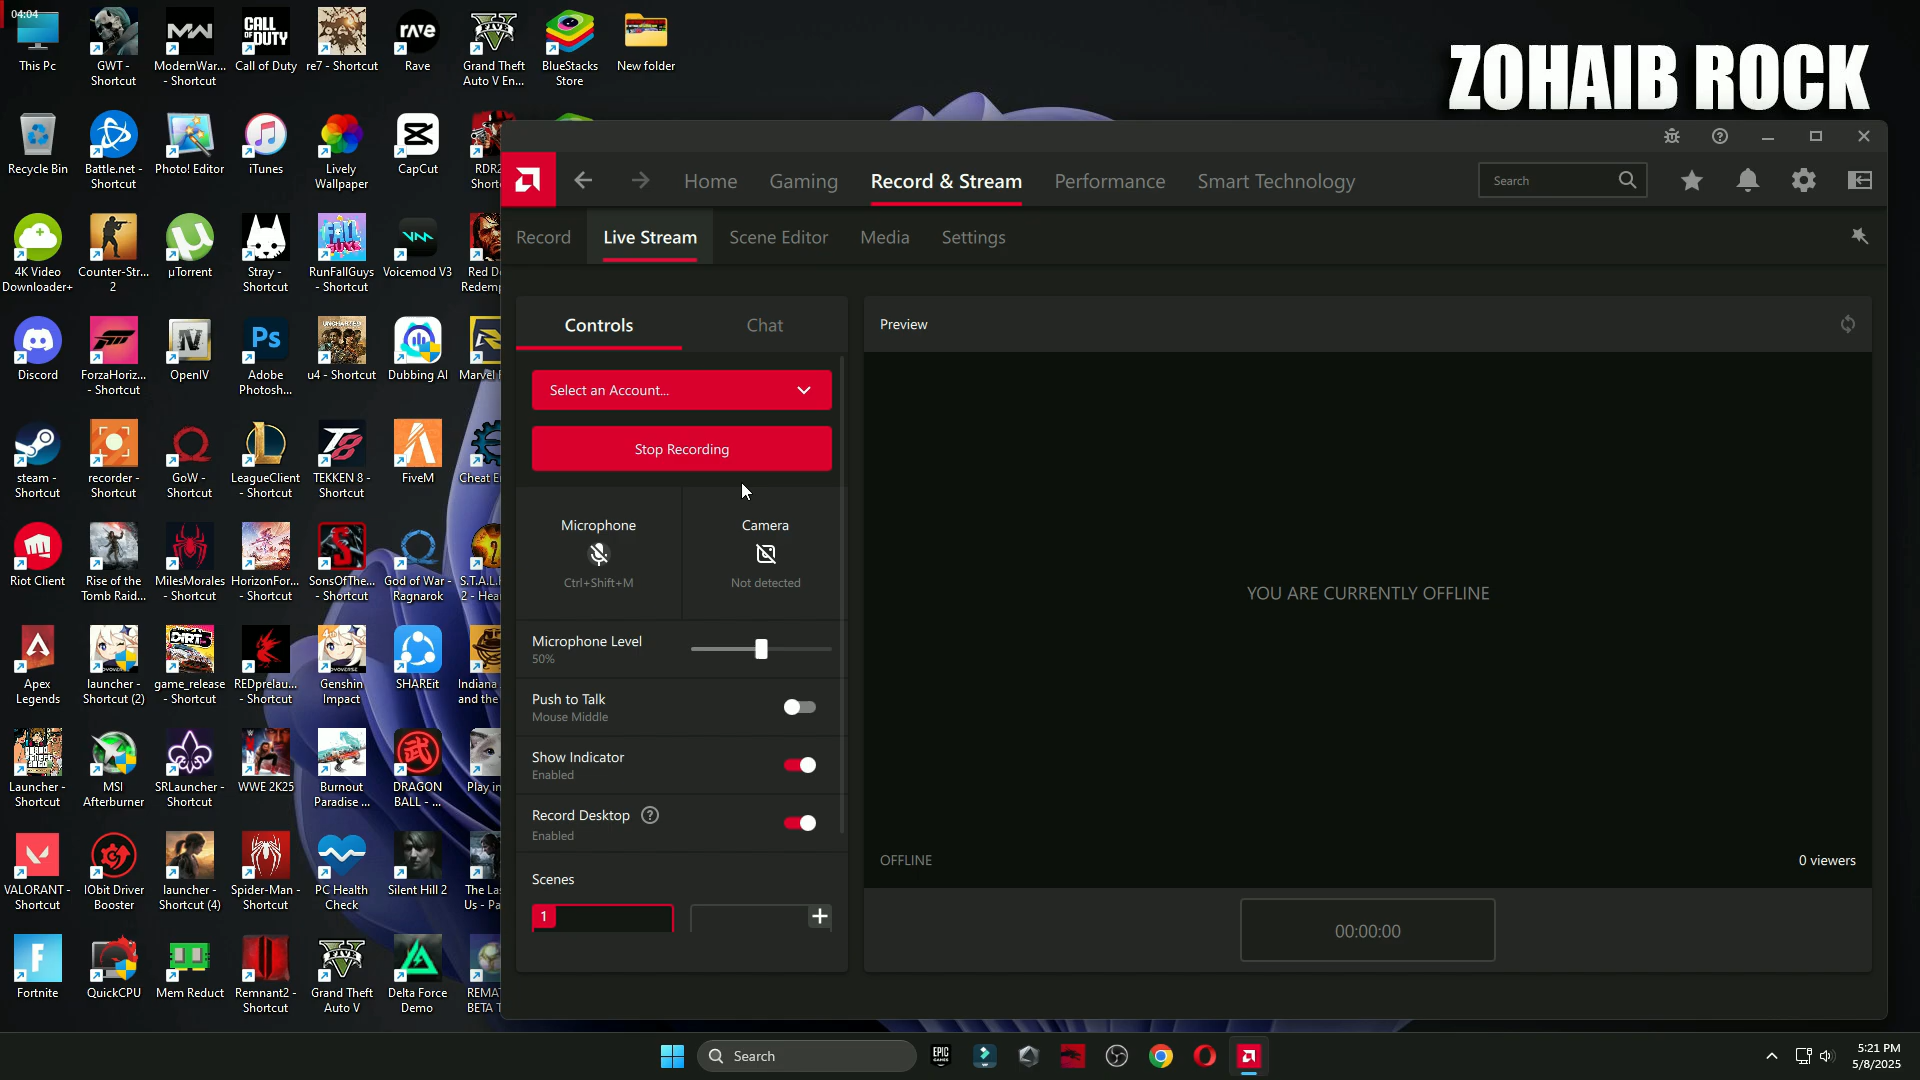 04:04
This Pc
GWT -
Shortcut
ModernWar...
- Shortcut
Call of Duty
re7 - Shortcut
Rave
Grand Theft
Auto V En...
BlueStacks
Store
New folder
ZOHAIB ROCK
Recycle Bin
Battle.net -
Shortcut
Photo! Editor
iTunes
Lively
Wallpaper
CapCut
RDR2
Short
Home
Gaming
Record & Stream
Performance
Smart Technology
Search
Record
Live Stream
Scene Editor
Media
Settings
4K Video
Downloader+
Counter-Str...
2
µTorrent
Stray -
Shortcut
RunFallGuys
- Shortcut
Voicemod V3
Red De
Redemp
Controls
Chat
Preview
Select an Account...
Stop Recording
Discord
ForzaHoriz...
- Shortcut
OpenIV
Adobe
Photosh...
u4 - Shortcut
Dubbing AI
Marvel
steam -
Shortcut
recorder -
Shortcut
GoW -
Shortcut
LeagueClient
- Shortcut
TEKKEN 8 -
Shortcut
FiveM
Cheat E
Microphone
Ctrl+Shift+M
Camera
Not detected
YOU ARE CURRENTLY OFFLINE
Riot Client
Rise of the
Tomb Raid...
MilesMorales
- Shortcut
HorizonFor...
- Shortcut
SonsOfThe...
- Shortcut
God of War -
Ragnarok
S.T.A.L.
2 - Hea
Microphone Level
50%
Push to Talk
Mouse Middle
Show Indicator
Enabled
Record Desktop
Enabled
Apex
Legends
launcher -
Shortcut (2)
game_release
- Shortcut
REDprelau...
- Shortcut
Genshin
Impact
SHAREit
Indiana
and the
Launcher -
Shortcut
MSI
Afterburner
SRLauncher -
Shortcut
WWE 2K25
Burnout
Paradise ...
DRAGON
BALL - ...
Play in
OFFLINE
0 viewers
Scenes
1
00:00:00
VALORANT -
Shortcut
IObit Driver
Booster
launcher -
Shortcut (4)
Spider-Man -
Shortcut
PC Health
Check
Silent Hill 2
The La
Us - Pa
Fortnite
QuickCPU
Mem Reduct
Remnant2 -
Shortcut
Grand Theft
Auto V
Delta Force
Demo
REMAT
BETA T
Search
5:21 PM
5/8/2025